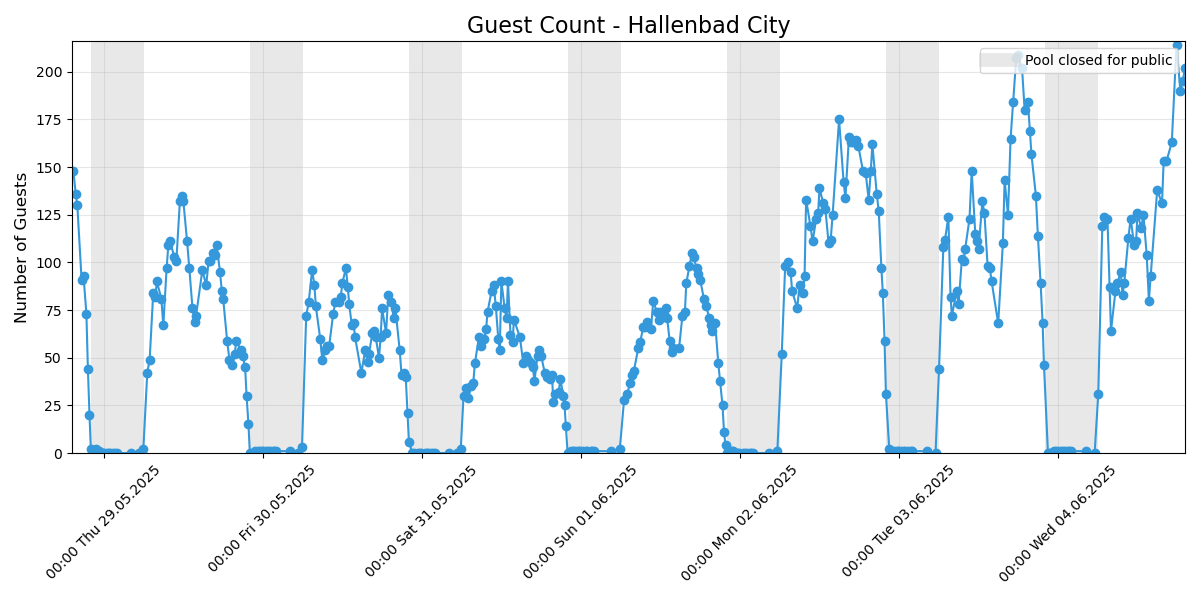 Guest Count - Hallenbad City
Pool closed for public
Number of Guests
200
175
150
125
100
75
50
25
0
00:00 Thu 29.05.2025
00:00 Fri 30.05.2025
00:00 Sat 31.05.2025
00:00 Sun 01.06.2025
00:00 Mon 02.06.2025
00:00 Tue 03.06.2025
00:00 Wed 04.06.2025